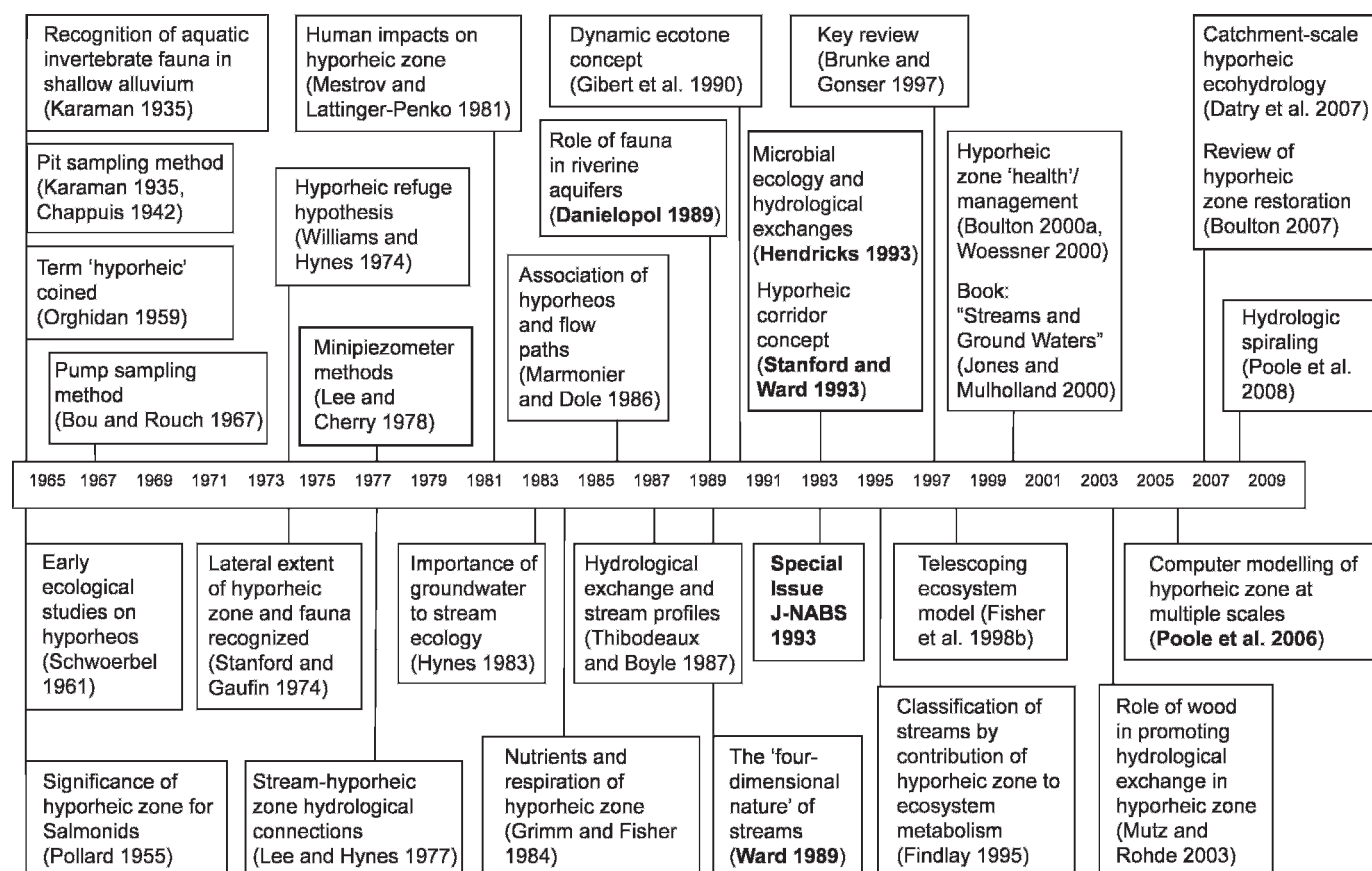 Recognition of aquatic
invertebrate fauna in
shallow alluvium
(Karaman 1935)
Pit sampling method
(Karaman 1935,
Chappuis 1942)
Term 'hyporheic'
coined
(Orghidan 1959)
Pump sampling
method
(Bou and Rouch 1967)
Human impacts on
hyporheic zone
(Mestrov and
Lattinger-Penko 1981)
Hyporheic refuge
hypothesis
(Williams and
Hynes 1974)
Minipiezometer
methods
(Lee and
Cherry 1978)
Dynamic ecotone
concept
(Gibert et al. 1990)
Role of fauna
in riverine
aquifers
(Danielopol 1989)
Association of
hyporheos
and flow
paths
(Marmonier
and Dole 1986)
Key review
(Brunke and
Gonser 1997)
Microbial
ecology and
hydrological
exchanges
(Hendricks 1993)
Hyporheic
corridor
concept
(Stanford and
Ward 1993)
Hyporheic
zone 'health'/
management
(Boulton 2000a,
Woessner 2000)
Book:
"Streams and
Ground Waters"
(Jones and
Mulholland 2000)
Catchment-scale
hyporheic
ecohydrology
(Datry et al. 2007)
Review of
hyporheic
zone restoration
(Boulton 2007)
Hydrologic
spiraling
(Poole et al.
2008)
1965 1967 1969 1971 1973 1975 1977 1979 1981 1983 1985 1987 1989 1991 1993 1995 1997 1999 2001 2003 2005 2007 2009
Early
ecological
studies on
hyporheos
(Schwoerbel
1961)
Lateral extent
of hyporheic
zone and fauna
recognized
(Stanford and
Gaufin 1974)
Importance of
groundwater
to stream
ecology
(Hynes 1983)
Hydrological
exchange and
stream profiles
(Thibodeaux
and Boyle 1987)
Special
Issue
J-NABS
1993
Telescoping
ecosystem
model (Fisher
et al. 1998b)
Computer modelling of
hyporheic zone at
multiple scales
(Poole et al. 2006)
Significance of
hyporheic zone for
Salmonids
(Pollard 1955)
Stream-hyporheic
zone hydrological
connections
(Lee and Hynes 1977)
Nutrients and
respiration of
hyporheic zone
(Grimm and Fisher
1984)
The 'four-
dimensional
nature' of
streams
(Ward 1989)
Classification of
streams by
contribution of
hyporheic zone to
ecosystem
metabolism
(Findlay 1995)
Role of wood
in promoting
hydrological
exchange in
hyporheic zone
(Mutz and
Rohde 2003)